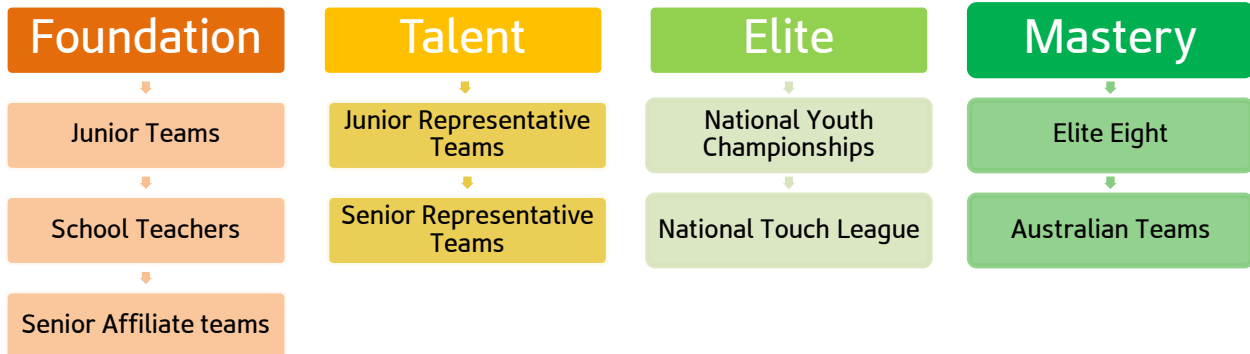 Foundation
Junior Teams
School Teachers
Senior Affiliate teams
Talent
Junior Representative
Teams
Senior Representative
Teams
Elite
National Youth
Championships
National Touch League
Mastery
Elite Eight
Australian Teams